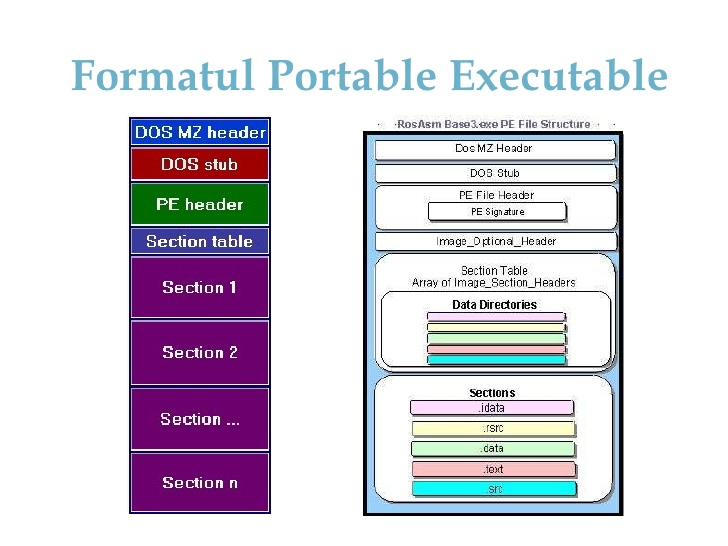 Formatul Portable Executable
DOS MZ header
DOS stub
PE header
Section table
Section 1
Section 2
Section ...
Section n
RosAsm Base3.exe PE File Structure
Dos MZ Header
DOS Stub
PE File Header
PE Signature
Image_Optional_Header
Section Table
Array of Image_Section_Headers
Data Directories
Sections
.idata
.rsrc
.data
.text
.src